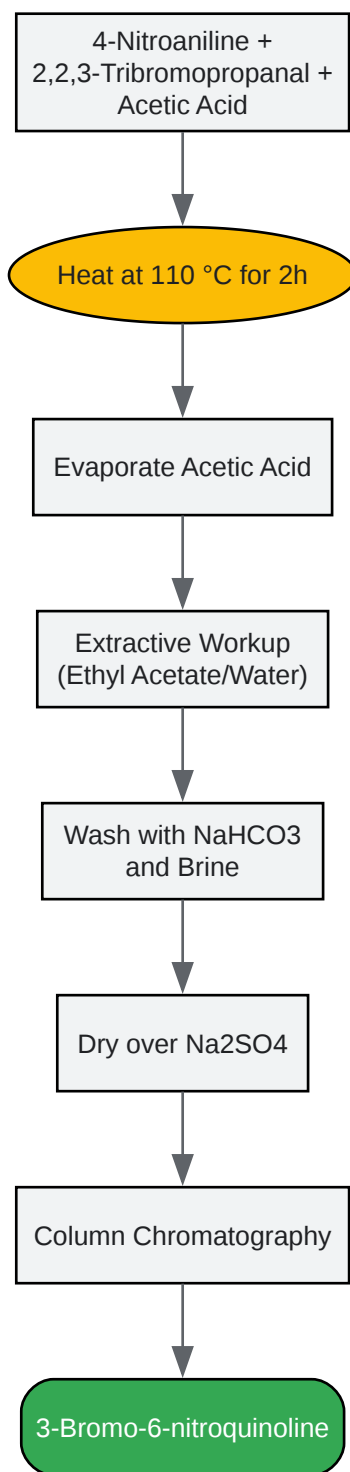 4-Nitroaniline +
2,2,3-Tribromopropanal +
Acetic Acid
Heat at 110 °C for 2h
Evaporate Acetic Acid
Extractive Workup
(Ethyl Acetate/Water)
Wash with NaHCO3
and Brine
Dry over Na2SO4
Column Chromatography
3-Bromo-6-nitroquinoline